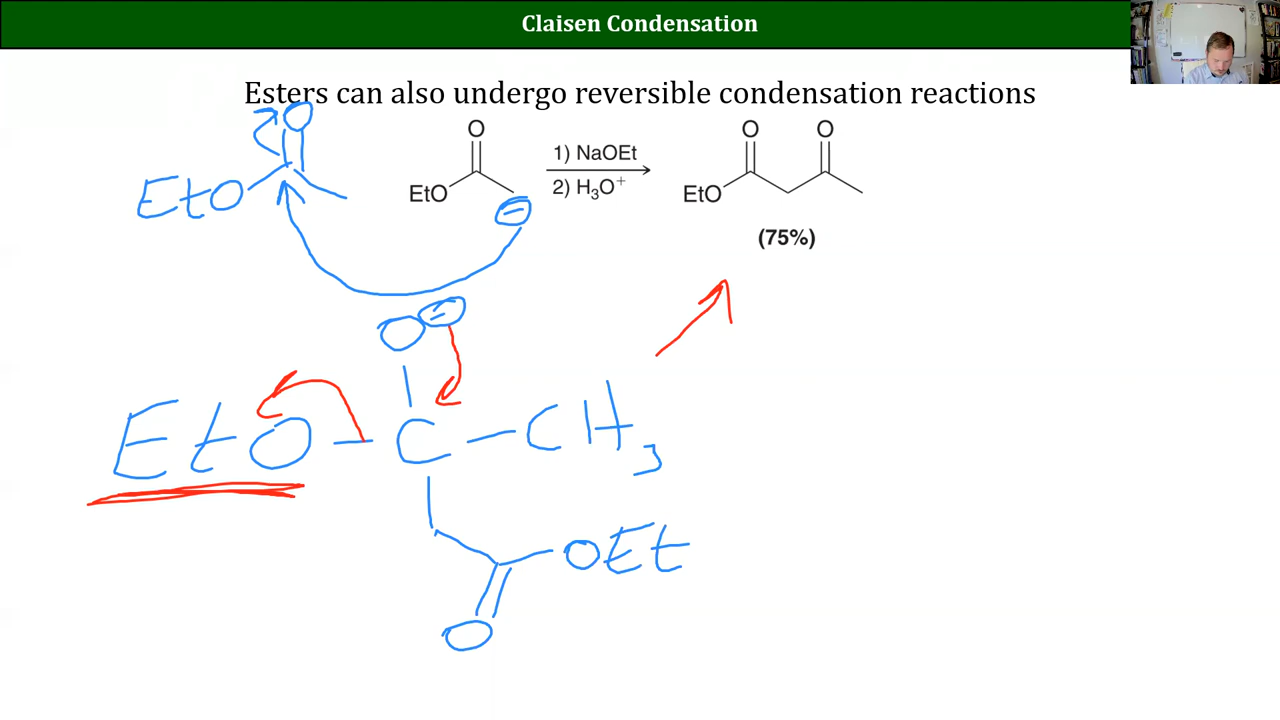 Claisen Condensation
Esters can also undergo reversible condensation reactions
O
EtO
O
EtO
⊖
1) NaOEt
2) H₃O⁺
O O
EtO
(75%)
O⊖
EtO - C - CH₃
OEt
O